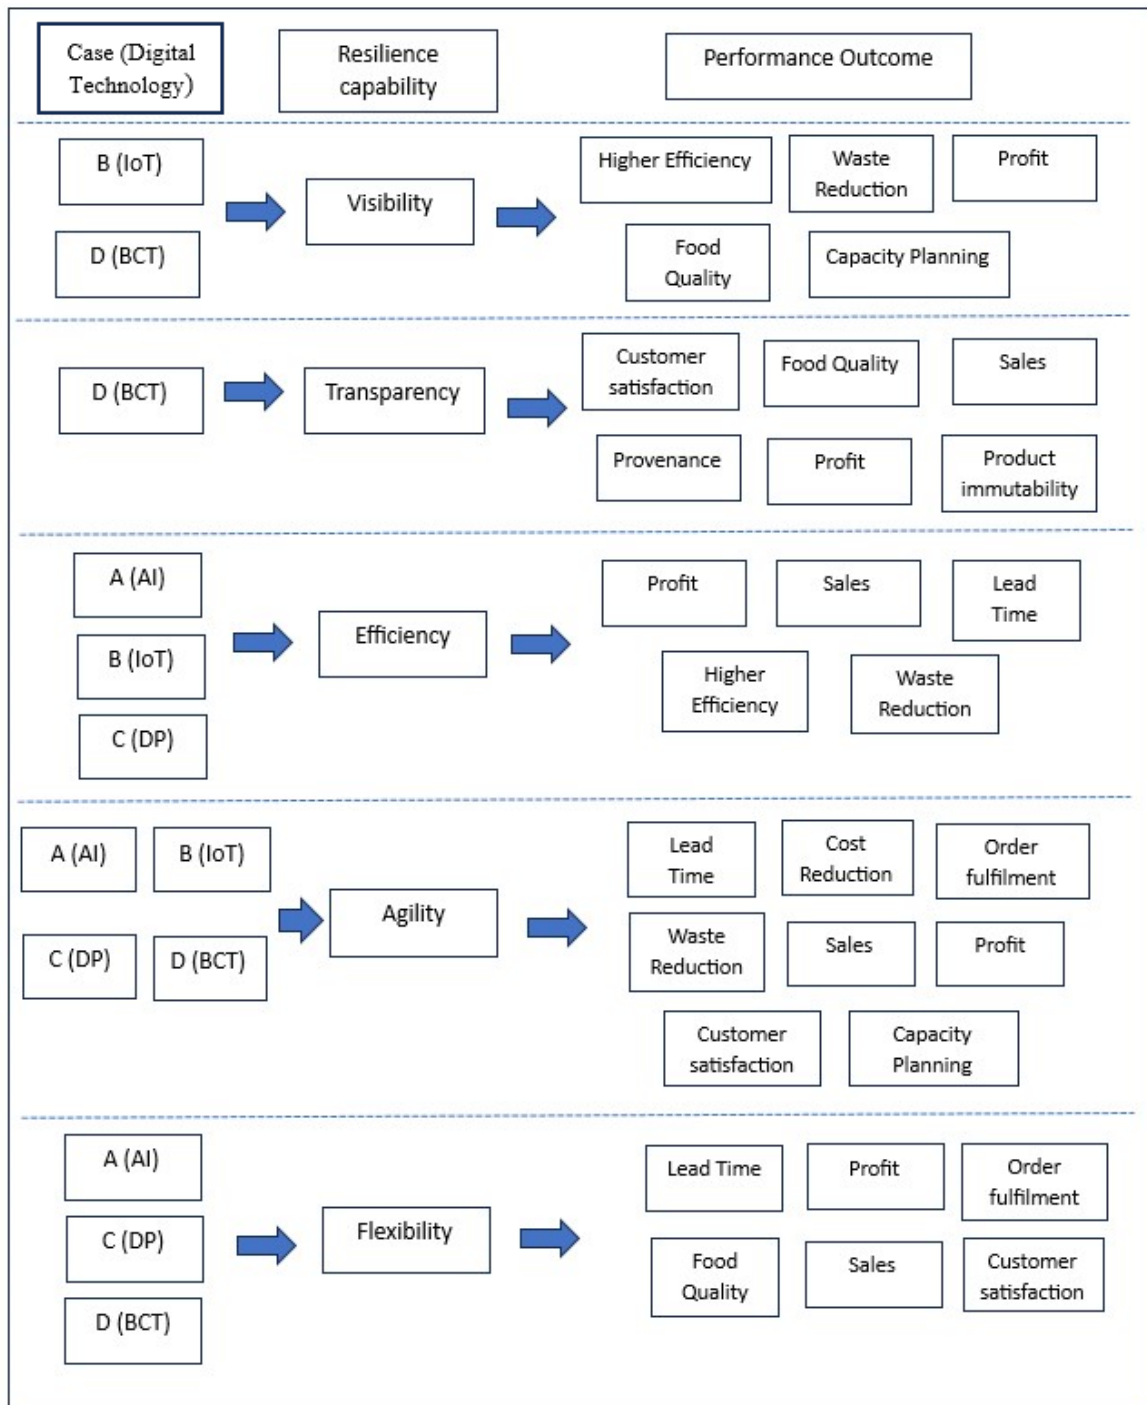 Case (Digital
Technology)
Resilience
capability
Performance Outcome
B (IoT)
D (BCT)
Visibility
Higher Efficiency
Waste
Reduction
Profit
Food
Quality
Capacity Planning
D (BCT)
Transparency
Customer
satisfaction
Food Quality
Sales
Provenance
Profit
Product
immutability
A (AI)
B (IoT)
C (DP)
Efficiency
Profit
Sales
Lead
Time
Higher
Efficiency
Waste
Reduction
A (AI)
B (IoT)
C (DP)
D (BCT)
Agility
Lead
Time
Cost
Reduction
Order
fulfilment
Waste
Reduction
Sales
Profit
Customer
satisfaction
Capacity
Planning
A (AI)
C (DP)
D (BCT)
Flexibility
Lead Time
Profit
Order
fulfilment
Food
Quality
Sales
Customer
satisfaction